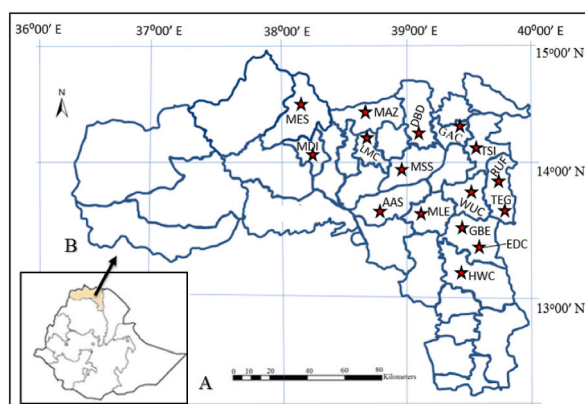 36°00′ E 37°00′ 38°00′ 39°00′ 40°00′ E
15°00′ N
N
MES
MAZ
DBD
GAC
LMC
TSI
MDI
MSS
14°00′ N
BUF
AAS
MLE
WUC
TEG
GBE
EDC
B
HWC
13°00′ N
A
0 5 10 20 40 60 80
Kilometers